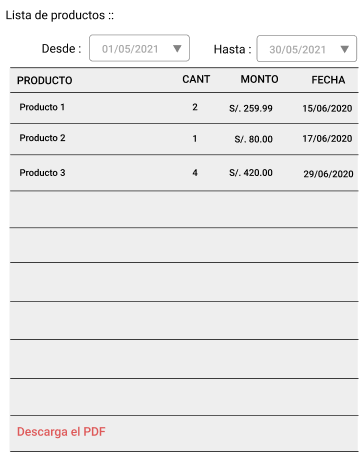 Lista de productos ::
Desde : 01/05/2021 Hasta : 30/05/2021
PRODUCTO CANT MONTO FECHA
Producto 1 2 S/. 259.99 15/06/2020
Producto 2 1 S/. 80.00 17/06/2020
Producto 3 4 S/. 420.00 29/06/2020
Descarga el PDF